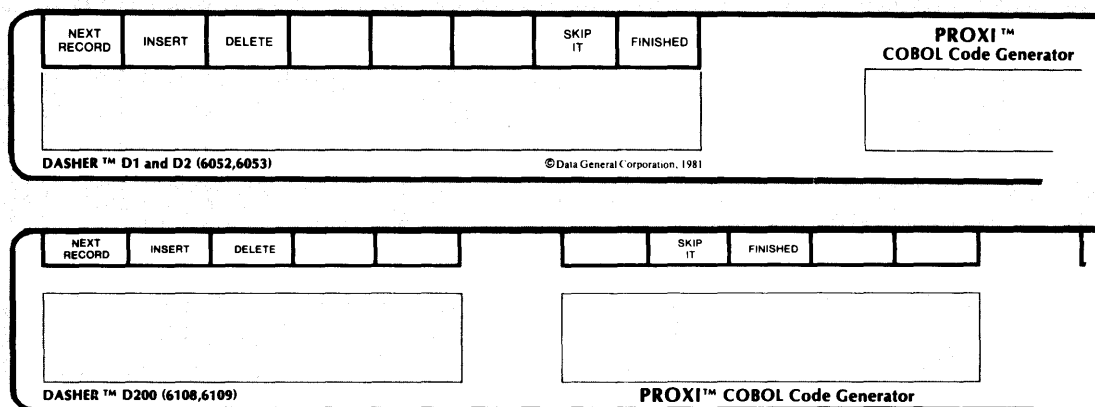 NEXT RECORD INSERT DELETE SKIP IT FINISHED
PROXI™
COBOL Code Generator
DASHER™ D1 and D2 (6052,6053) ©Data General Corporation, 1981
NEXT RECORD INSERT DELETE SKIP IT FINISHED
DASHER™ D200 (6108,6109) PROXI™ COBOL Code Generator